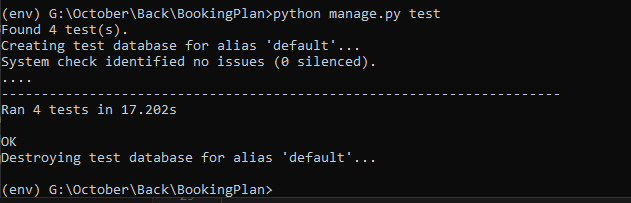 (env) G:\October\Back\BookingPlan>python manage.py test
Found 4 test(s).
Creating test database for alias 'default'...
System check identified no issues (0 silenced).
....
----------------------------------------------------------------------
Ran 4 tests in 17.202s
OK
Destroying test database for alias 'default'...
(env) G:\October\Back\BookingPlan>